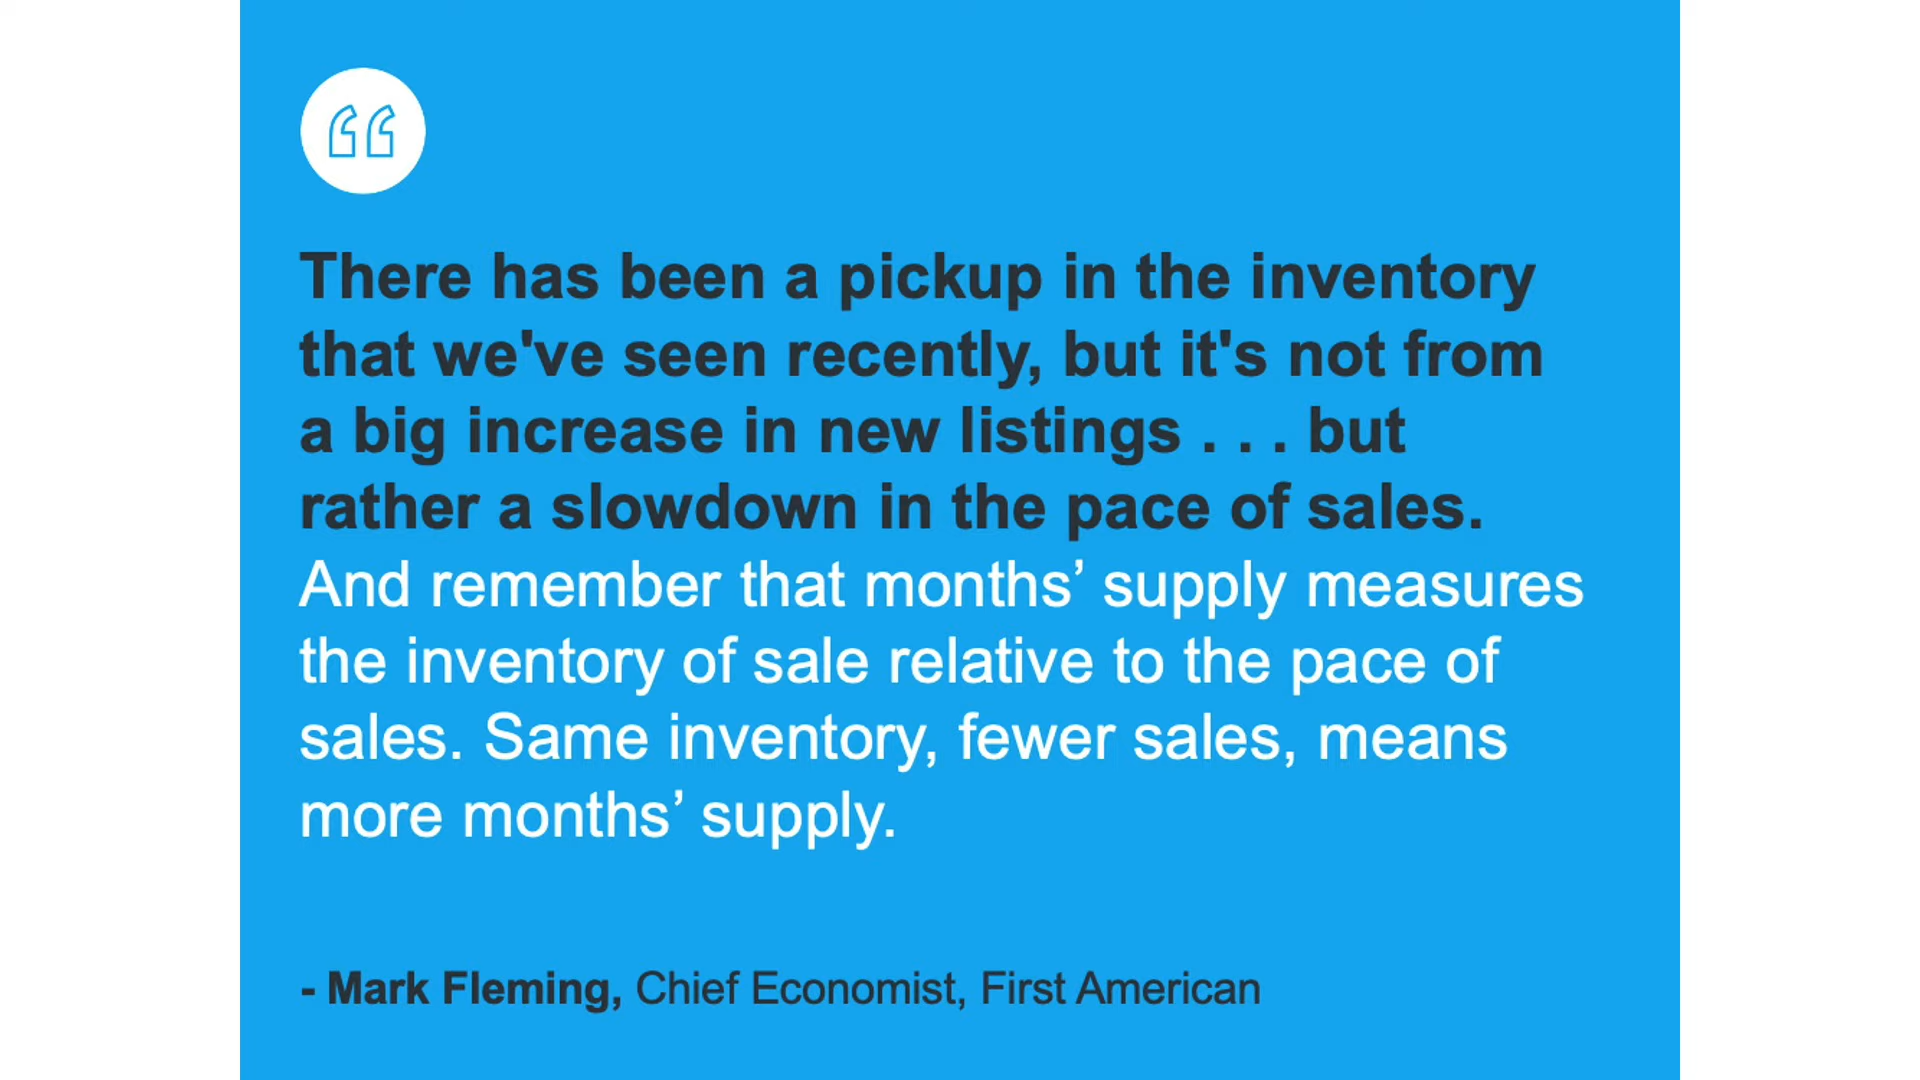 “
There has been a pickup in the inventory
that we've seen recently, but it's not from
a big increase in new listings . . . but
rather a slowdown in the pace of sales.
And remember that months’ supply measures
the inventory of sale relative to the pace of
sales. Same inventory, fewer sales, means
more months’ supply.
- Mark Fleming, Chief Economist, First American